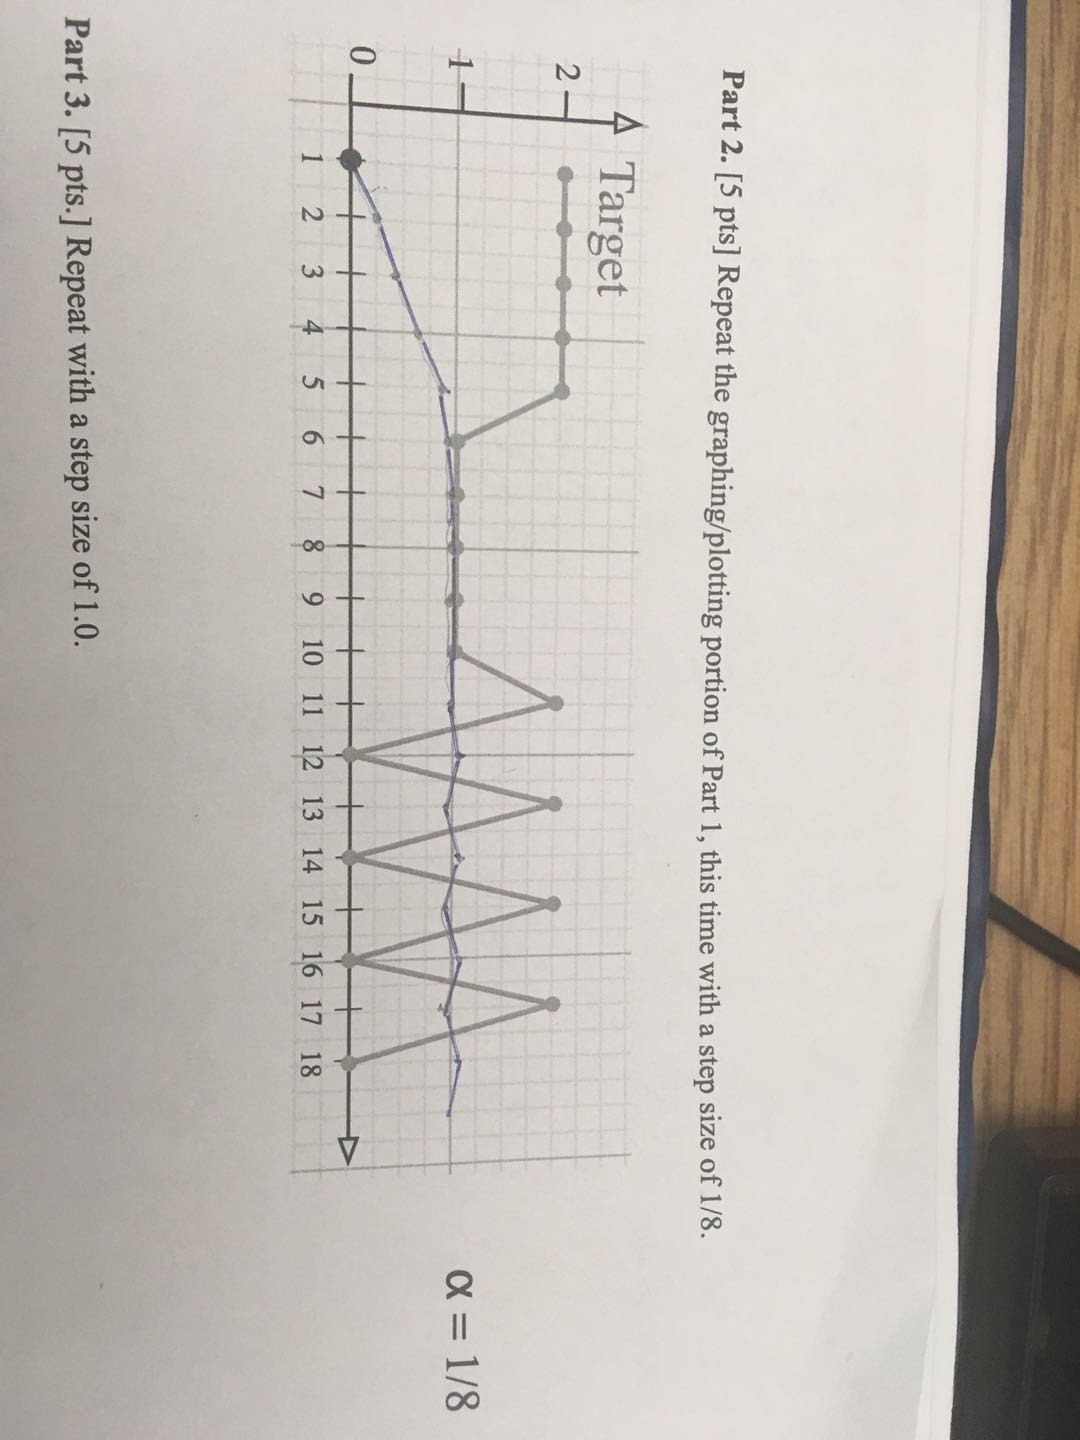 Part 2. [5 pts] Repeat the graphing/plotting portion of Part 1, this time with a step size of 1/8.
Target
2
1
0
1 2 3 4 5 6 7 8 9 10 11 12 13 14 15 16 17 18
α = 1/8
Part 3. [5 pts.] Repeat with a step size of 1.0.